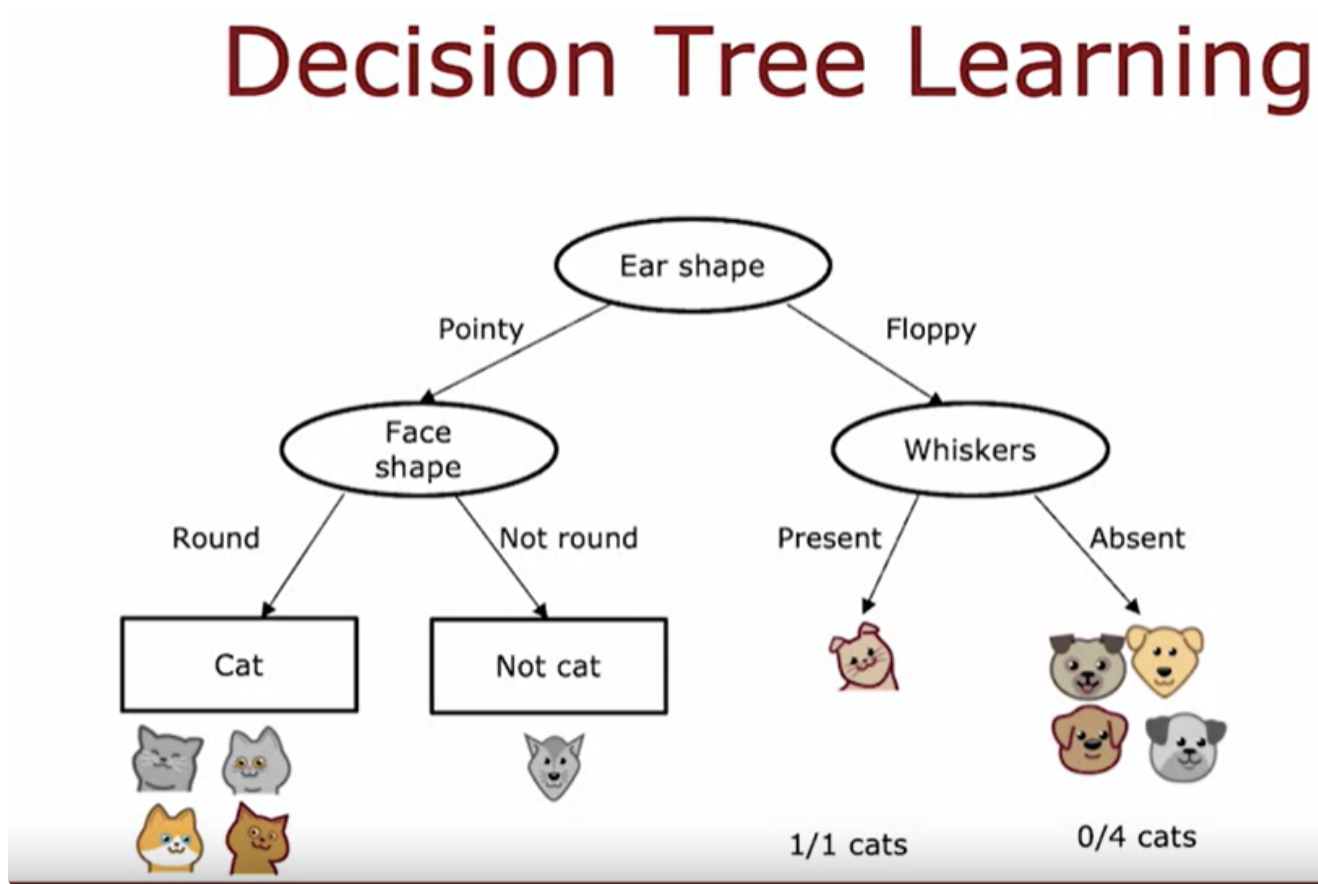 Decision Tree Learning
Ear shape
Pointy
Floppy
Face
shape
Whiskers
Round
Not round
Present
Absent
Cat
Not cat
1/1 cats
0/4 cats